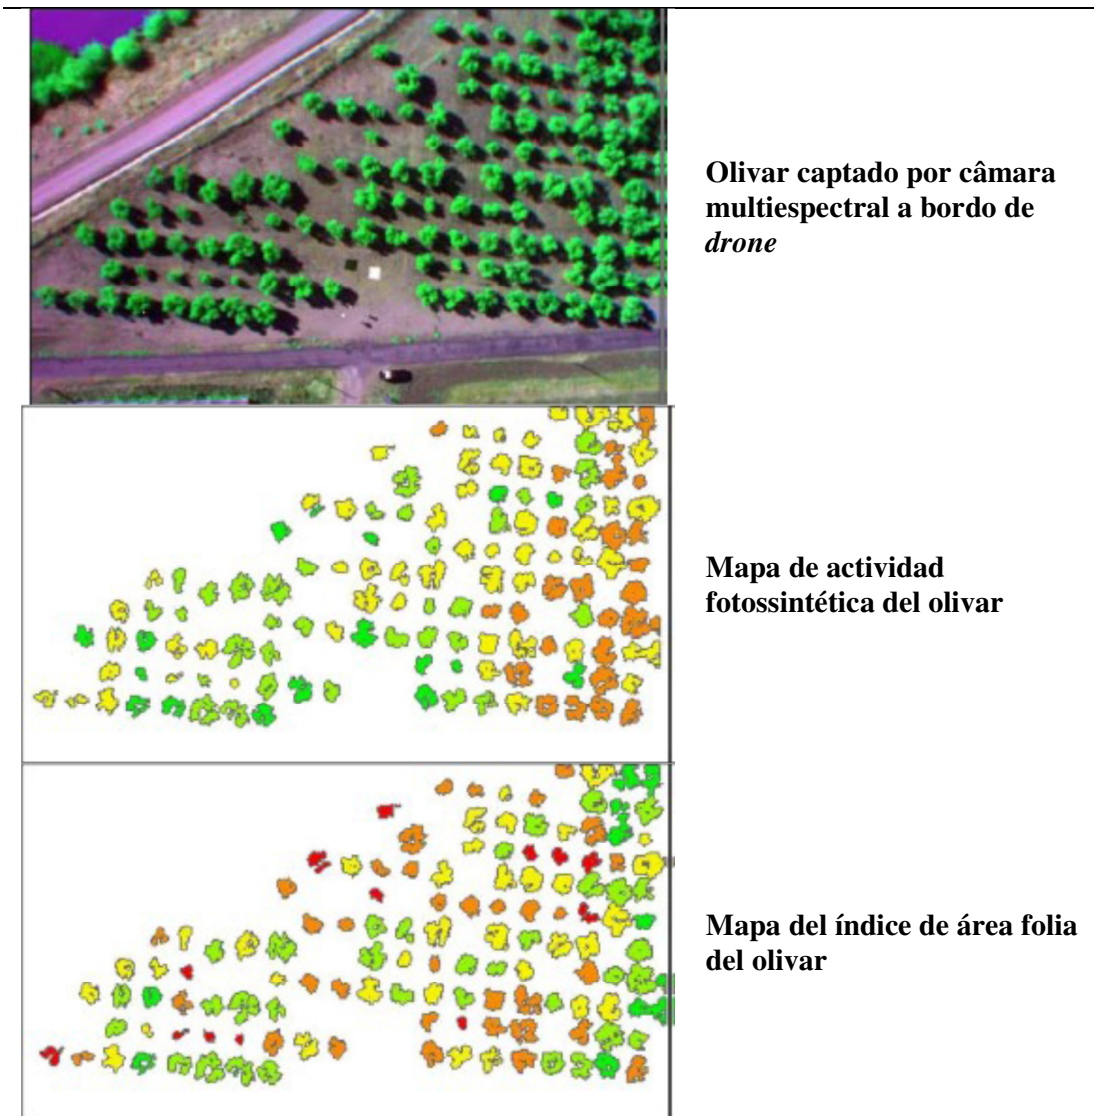 Olivar captado por câmara
multiespectral a bordo de
drone
Mapa de actividad
fotossintética del olivar
Mapa del índice de área folia
del olivar